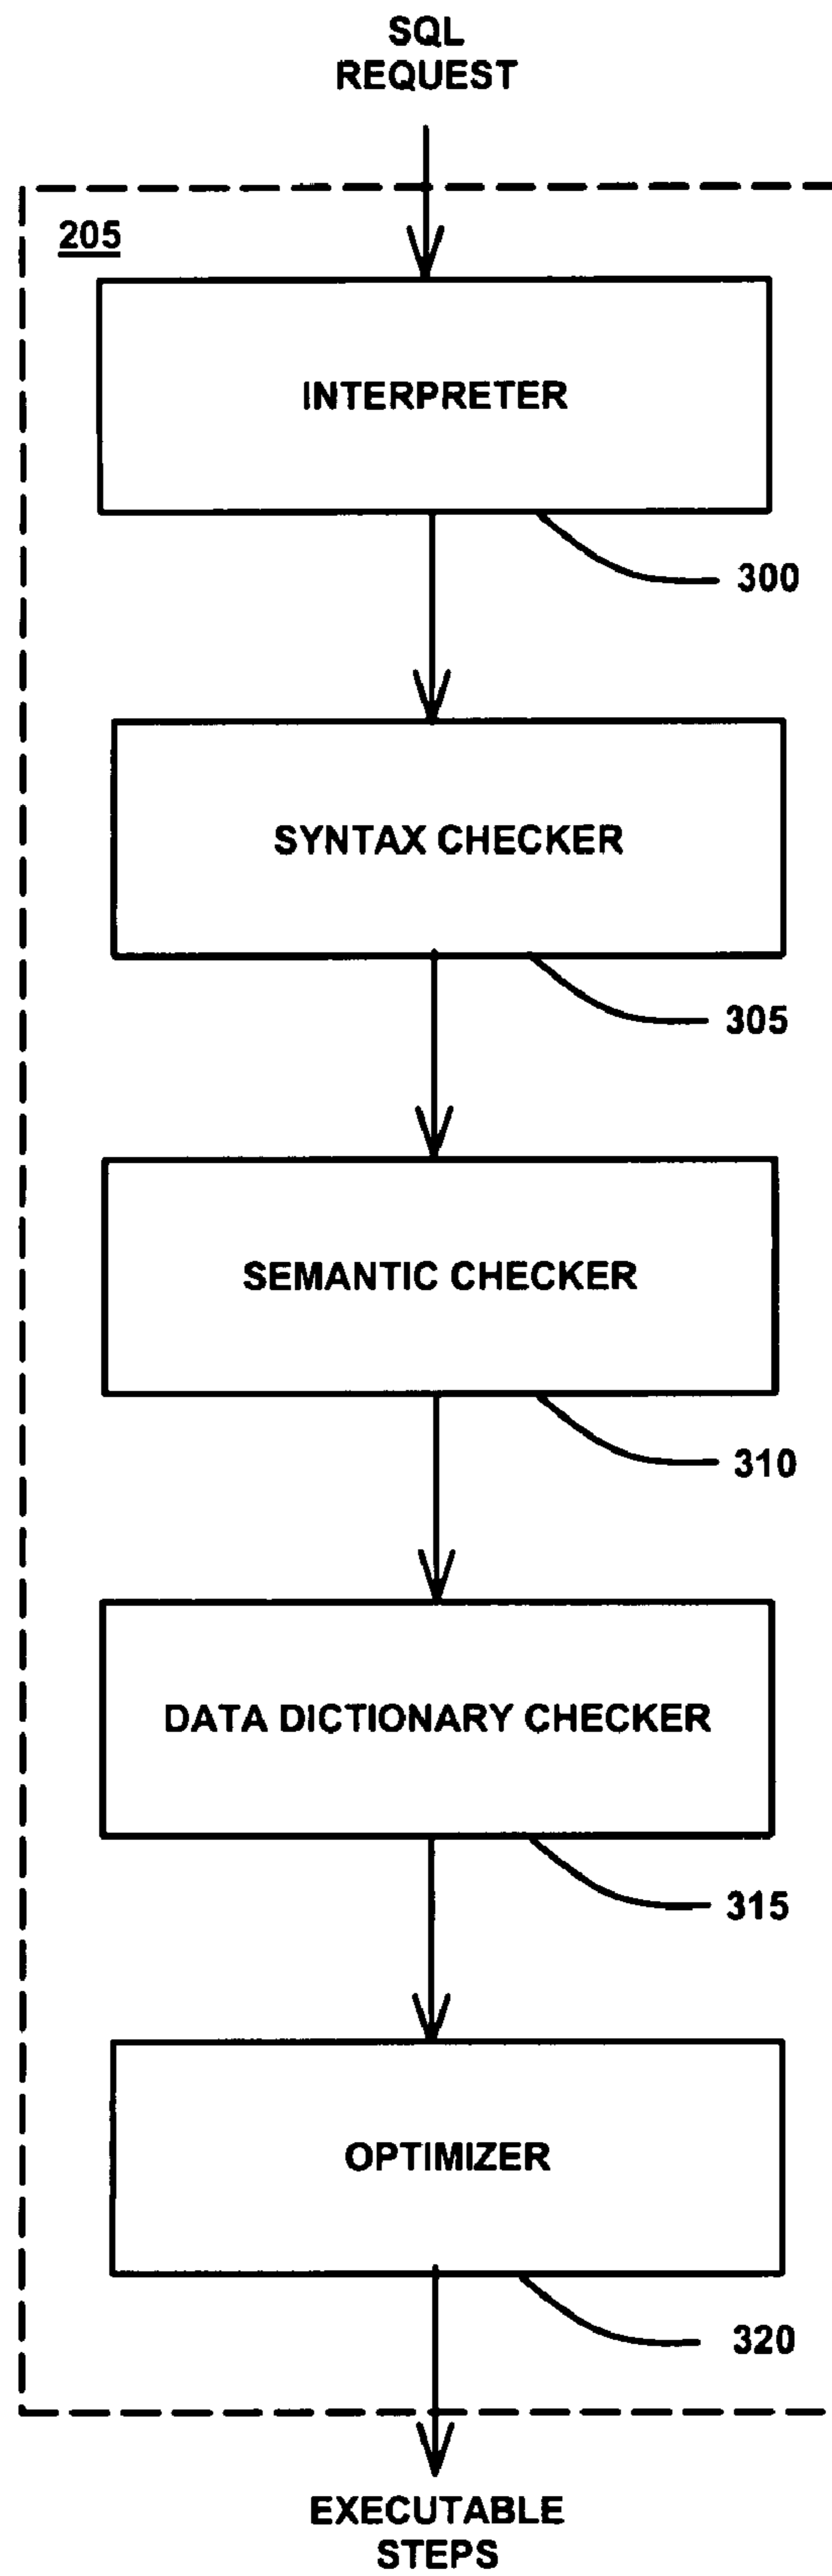 SQL
REQUEST
205
INTERPRETER
300
SYNTAX CHECKER
305
SEMANTIC CHECKER
310
DATA DICTIONARY CHECKER
315
OPTIMIZER
320
EXECUTABLE
STEPS